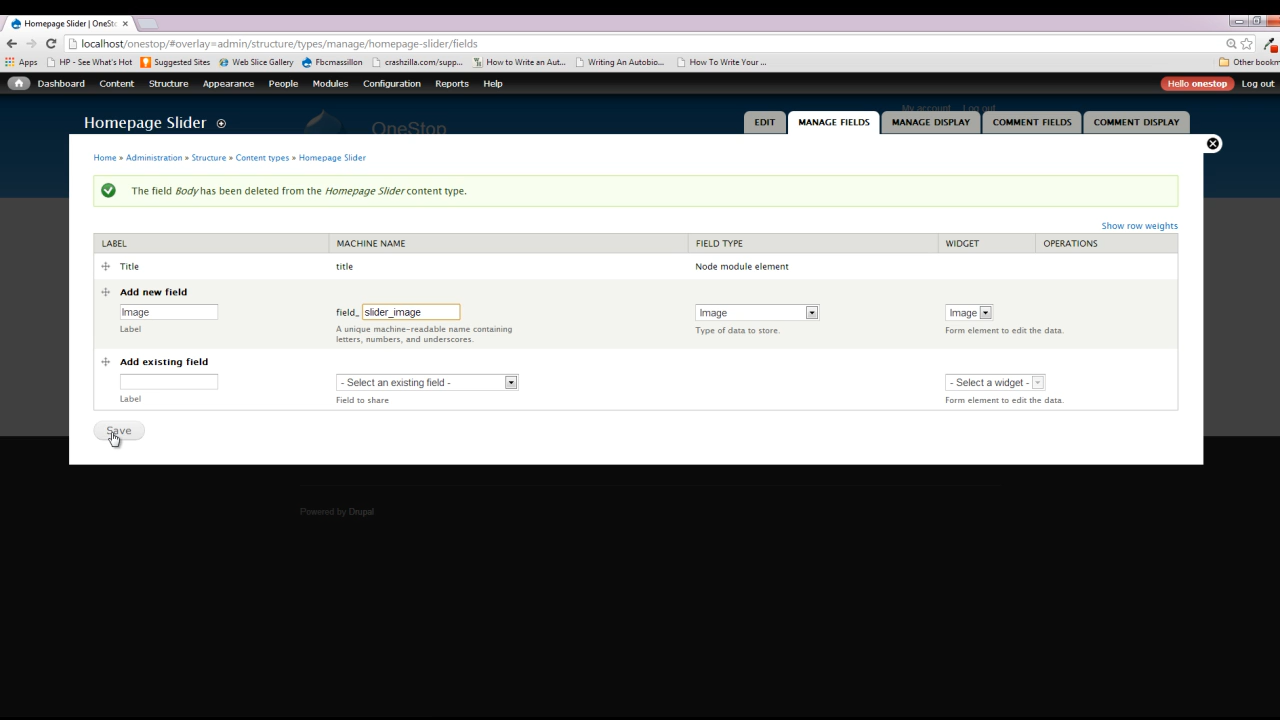 Homepage Slider | OneSto
localhost/onestop/#overlay=admin/structure/types/manage/homepage-slider/fields
Apps HP - See What's Hot Suggested Sites Web Slice Gallery Fbcmassillon crashzilla.com/supp... How to Write an Aut... Writing An Autobio... How To Write Your ... Other bookm
Dashboard Content Structure Appearance People Modules Configuration Reports Help Hello onestop Log out
My account Log out
OneStop
Homepage Slider EDIT MANAGE FIELDS MANAGE DISPLAY COMMENT FIELDS COMMENT DISPLAY
Home » Administration » Structure » Content types » Homepage Slider
The field Body has been deleted from the Homepage Slider content type.
Show row weights
LABEL MACHINE NAME FIELD TYPE WIDGET OPERATIONS
Title title Node module element
Add new field
Image field_ slider_image Image Image
Label A unique machine-readable name containing letters, numbers, and underscores. Type of data to store. Form element to edit the data.
Add existing field
- Select an existing field - - Select a widget -
Label Field to share Form element to edit the data.
Save
Powered by Drupal